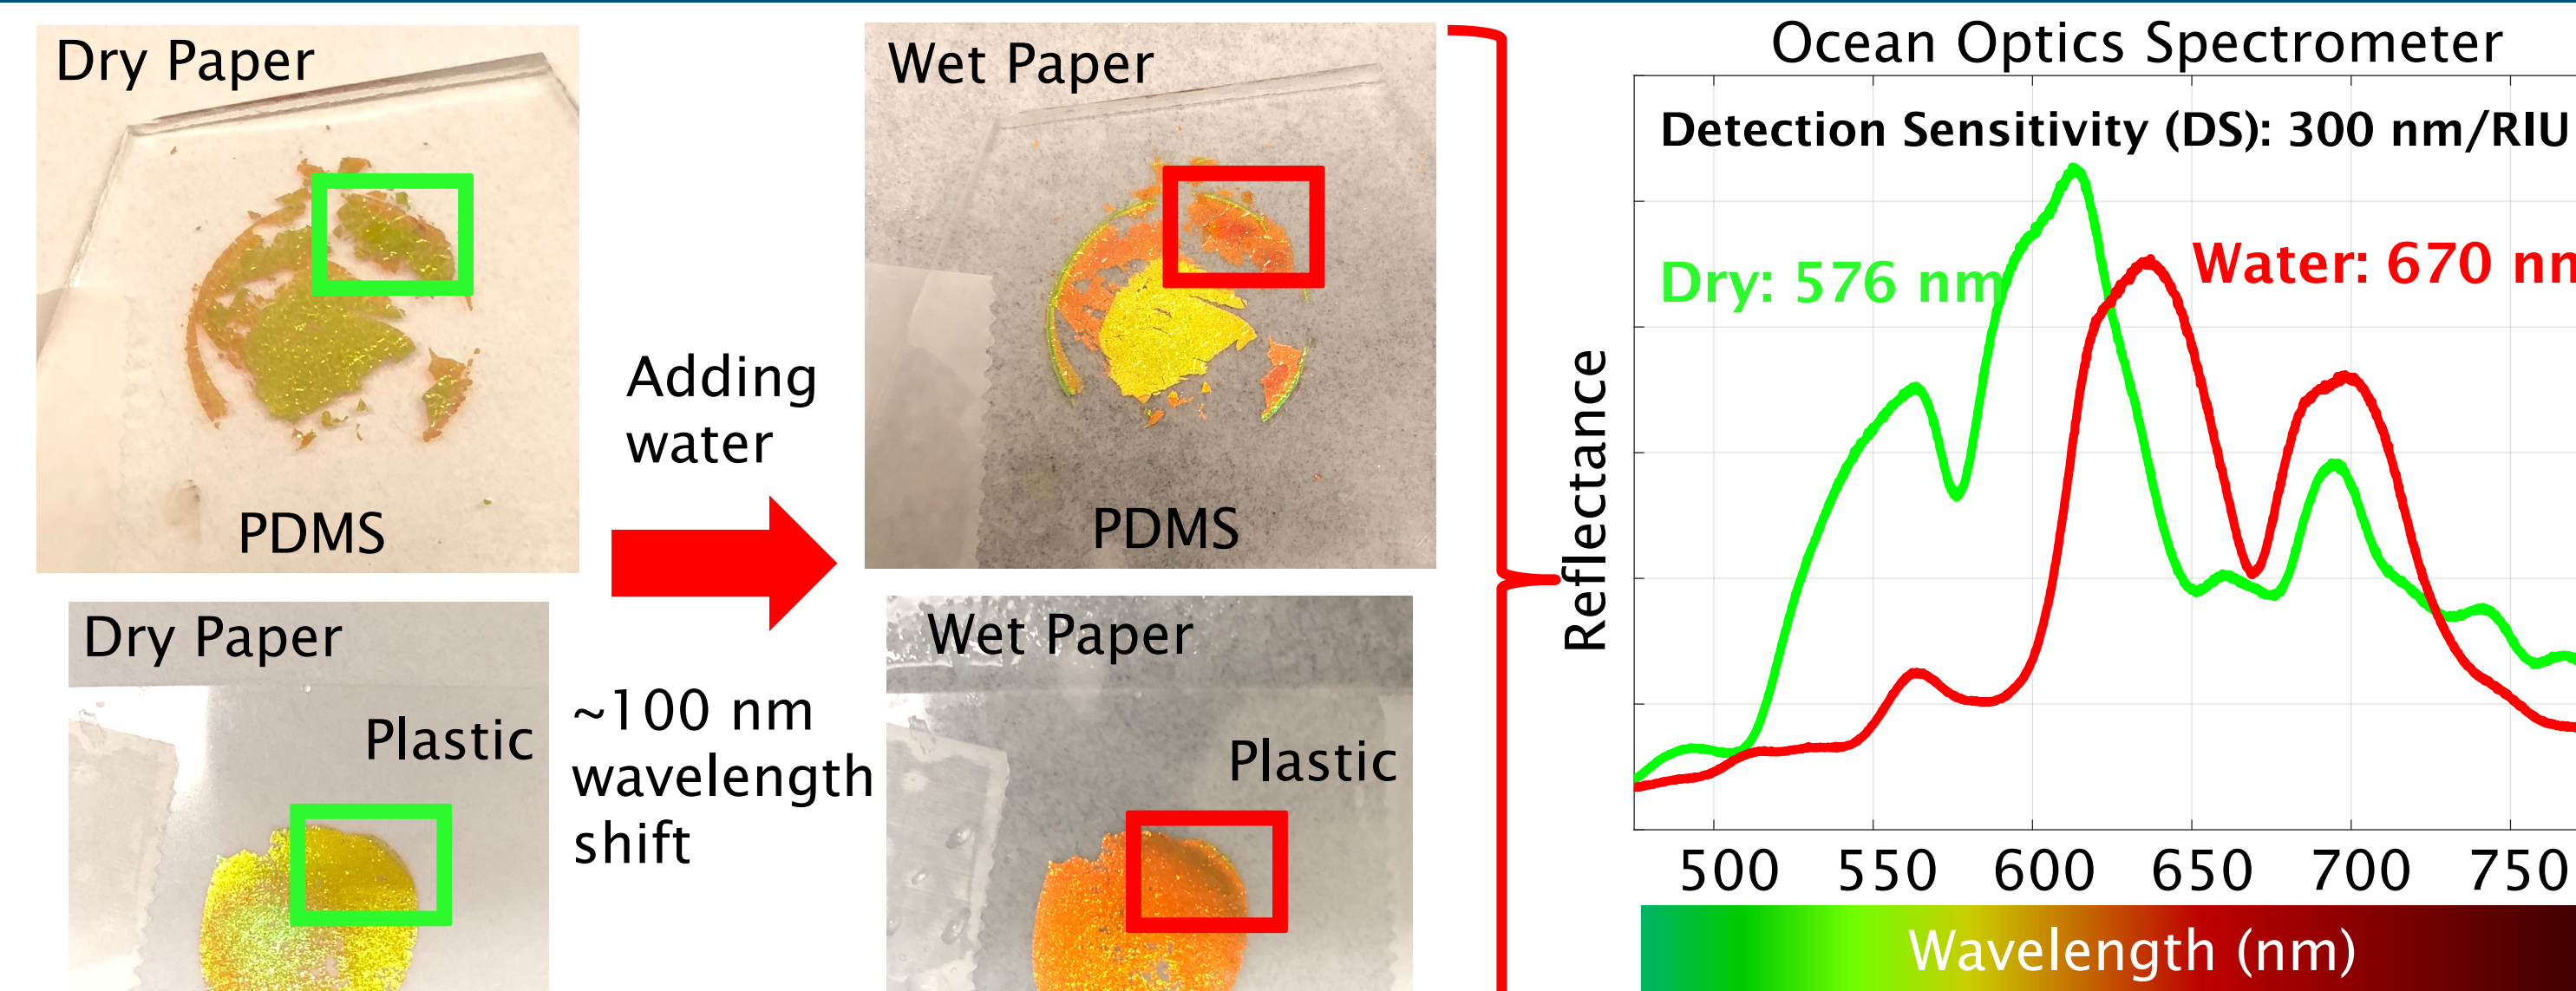 Dry Paper
PDMS
Adding
water
Wet Paper
PDMS
Dry Paper
Plastic
~100 nm
wavelength
shift
Wet Paper
Plastic
Ocean Optics Spectrometer
Detection Sensitivity (DS): 300 nm/RIU
Dry: 576 nm
Water: 670 nm
Reflectance
500 550 600 650 700 750
Wavelength (nm)